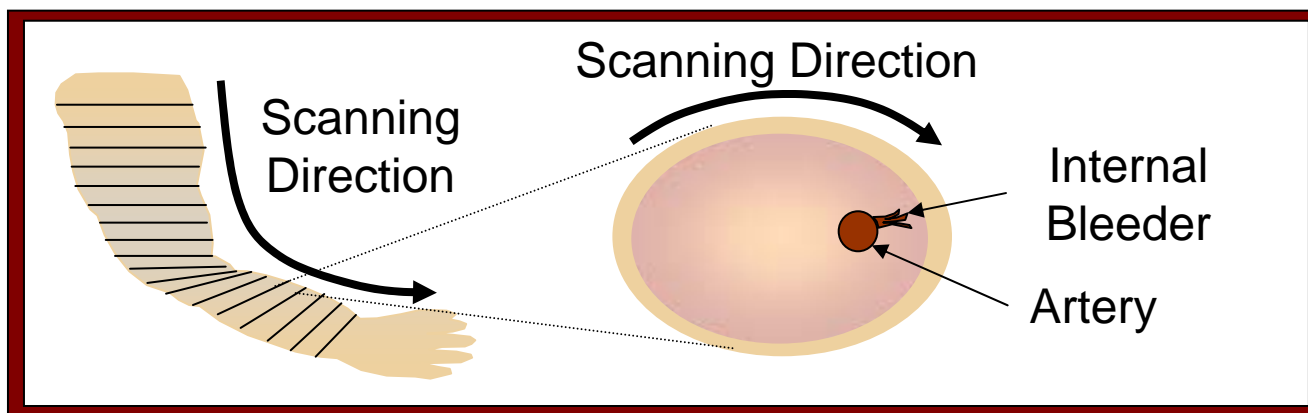 Scanning Direction
Scanning
Direction
Internal
Bleeder
Artery